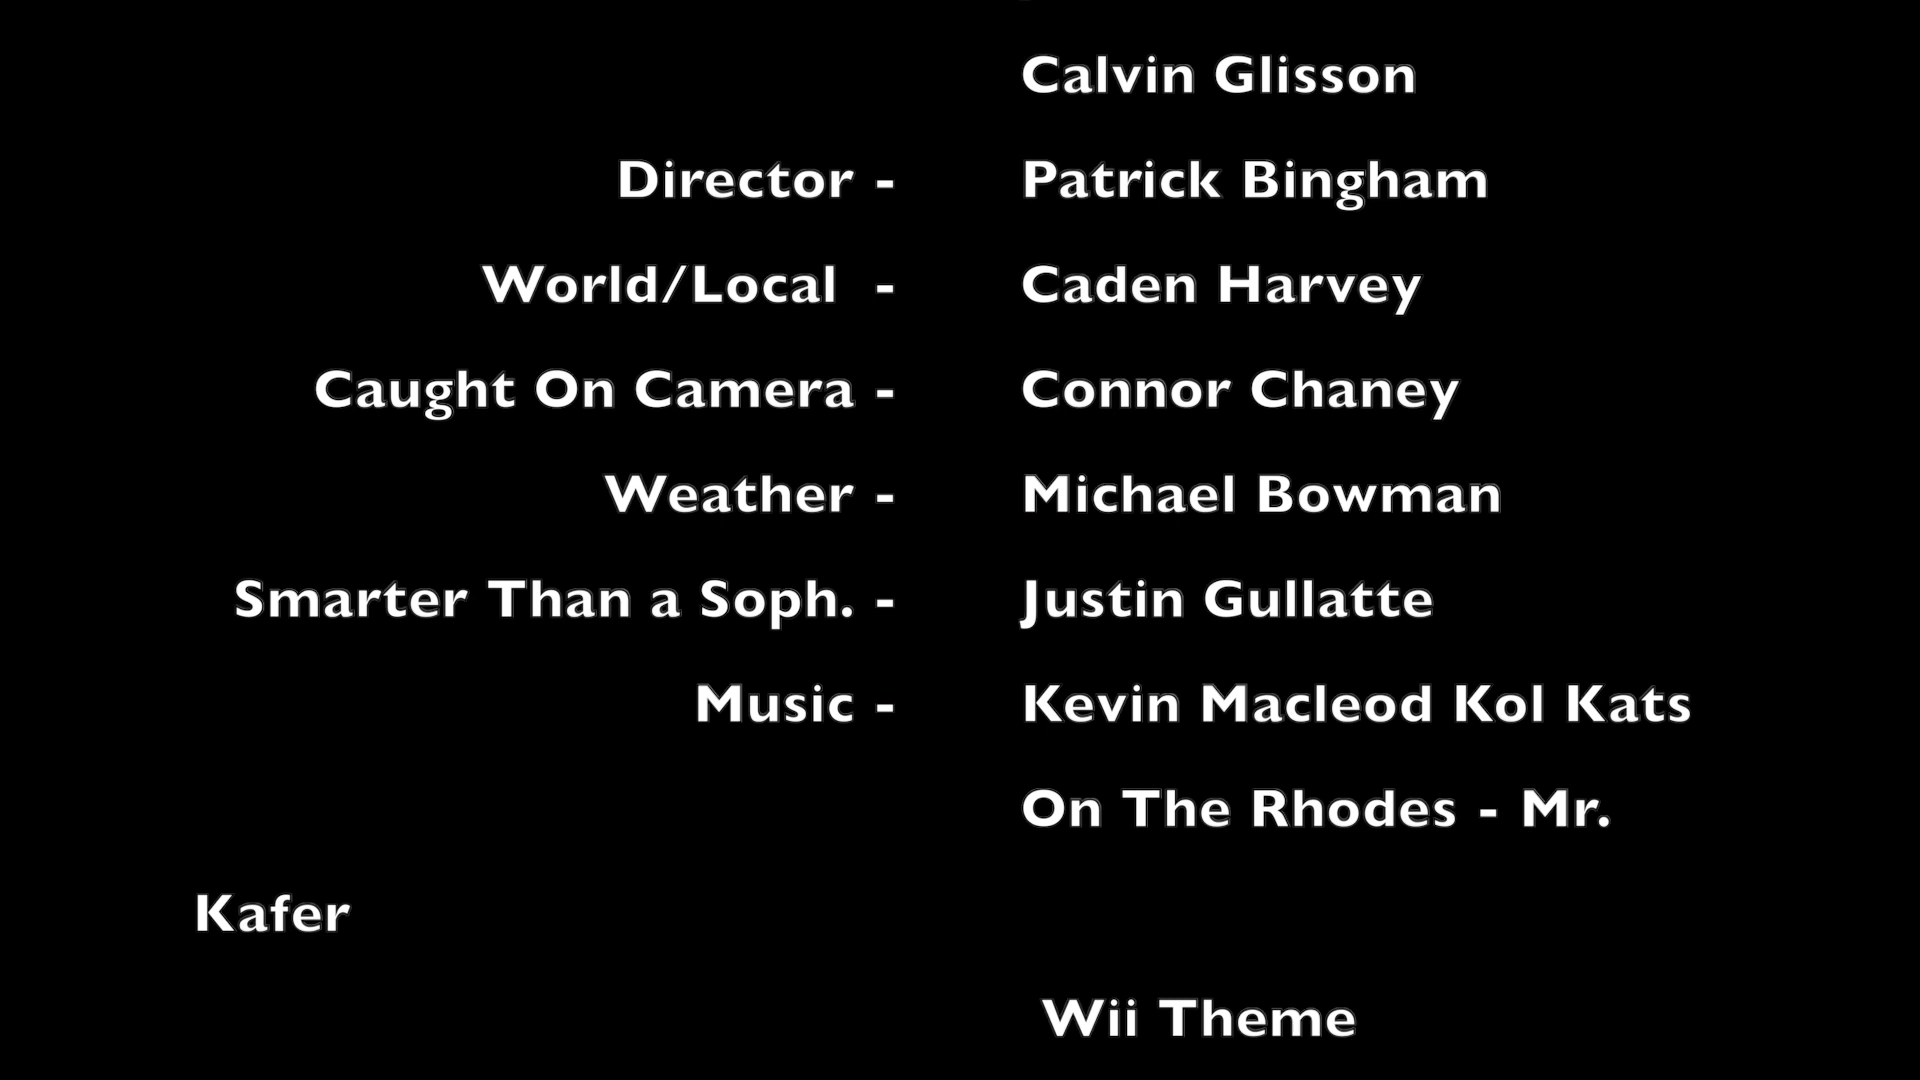 Calvin Glisson
Director - Patrick Bingham
World/Local - Caden Harvey
Caught On Camera - Connor Chaney
Weather - Michael Bowman
Smarter Than a Soph. - Justin Gullatte
Music - Kevin Macleod Kol Kats
On The Rhodes - Mr.
Kafer
Wii Theme